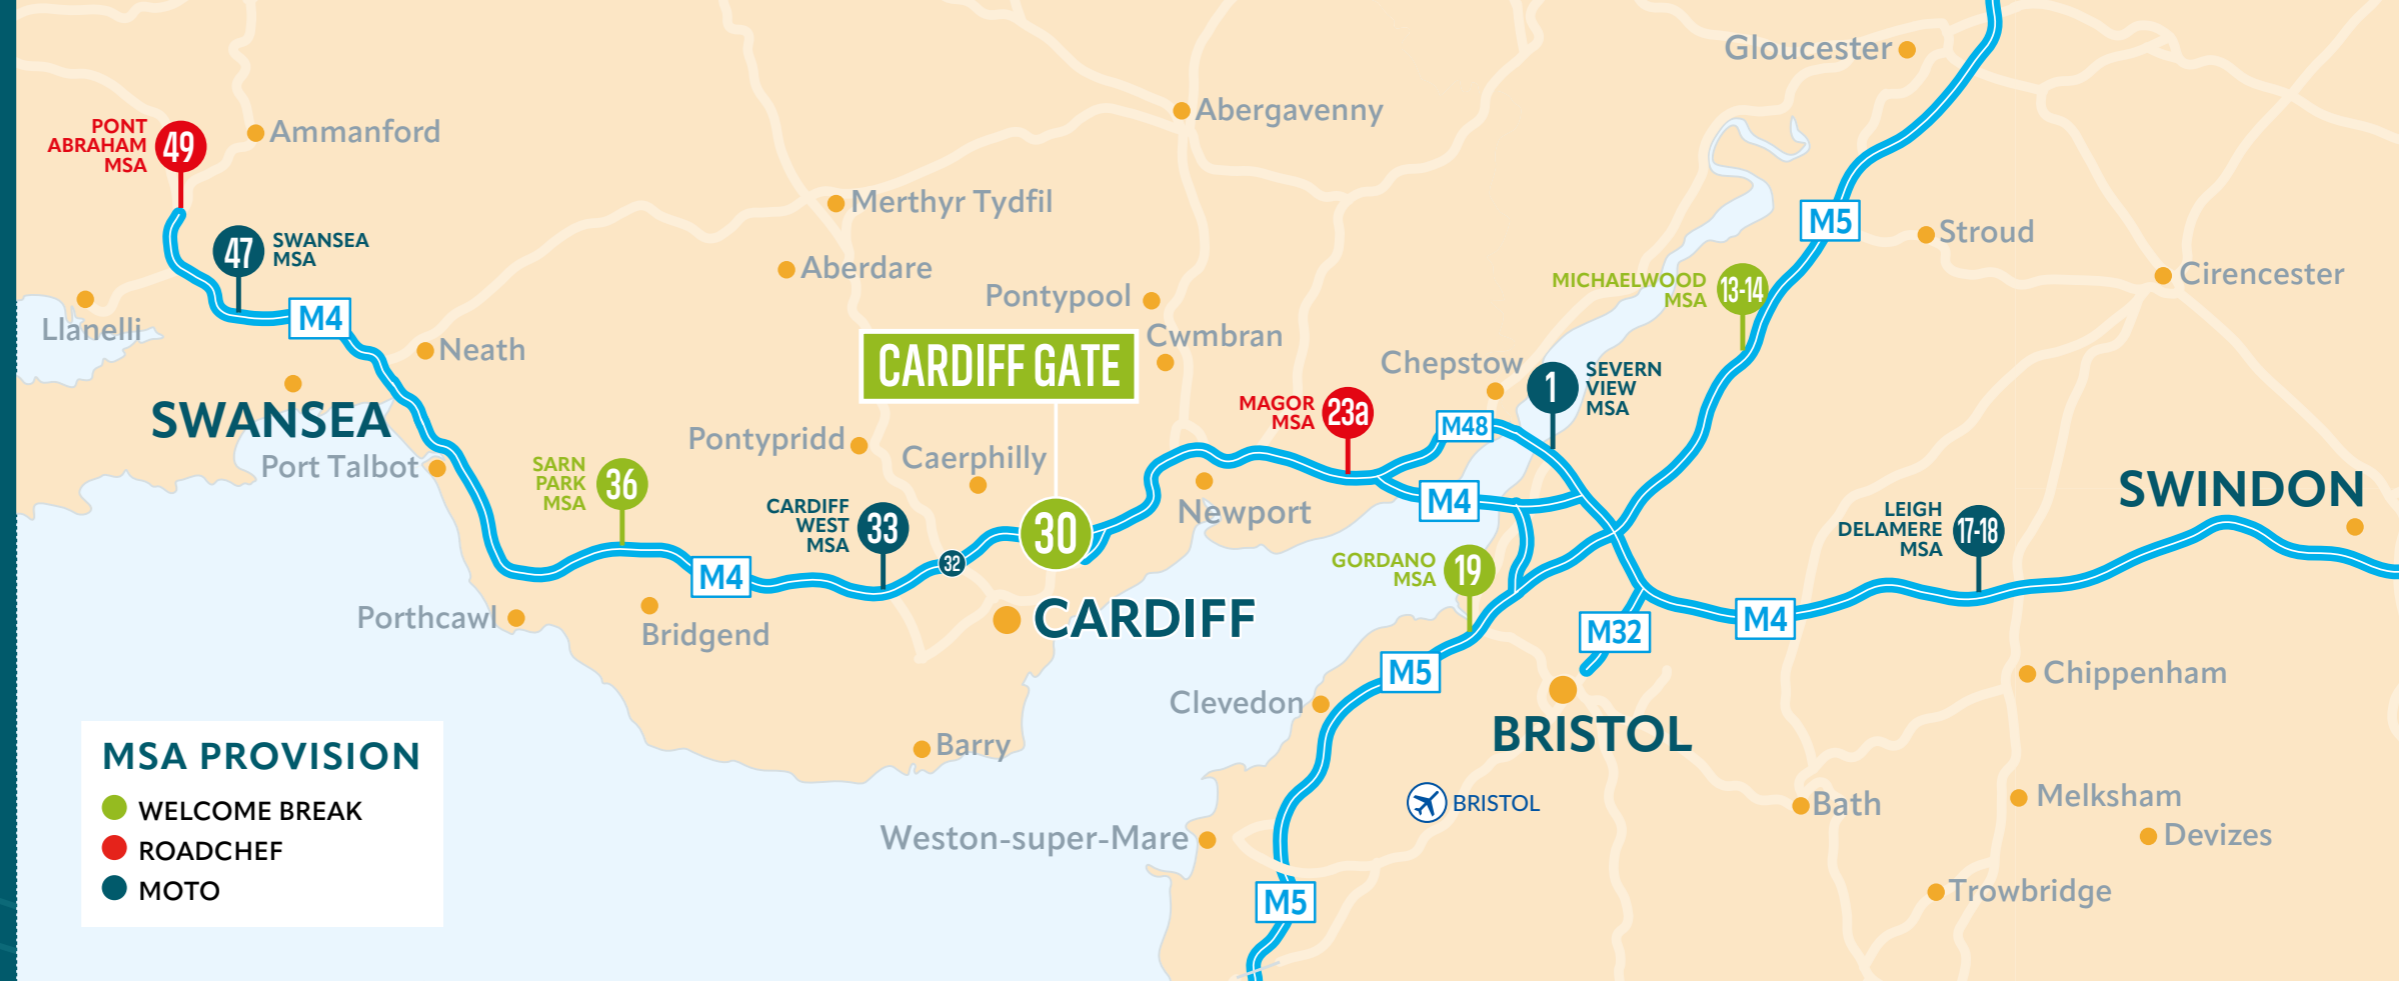 Gloucester
Abergavenny
PONT
ABRAHAM
MSA
49
Ammanford
Merthyr Tydfil
M5
Stroud
47
SWANSEA
MSA
Aberdare
Cirencester
Pontypool
MICHAELWOOD
MSA
13-14
Llanelli
M4
Neath
Cwmbran
CARDIFF GATE
Chepstow
1
SEVERN
VIEW
MSA
SWANSEA
MAGOR
MSA
23a
M48
Pontypridd
Caerphilly
Port Talbot
SARN
PARK
MSA
36
M4
SWINDON
Newport
CARDIFF
WEST
MSA
33
32
30
LEIGH
DELAMERE
MSA
17-18
GORDANO
MSA
19
M4
Porthcawl
Bridgend
CARDIFF
M32
M4
M5
Chippenham
Clevedon
BRISTOL
Barry
MSA PROVISION
WELCOME BREAK
ROADCHEF
MOTO
BRISTOL
Bath
Melksham
Devizes
Weston-super-Mare
M5
Trowbridge